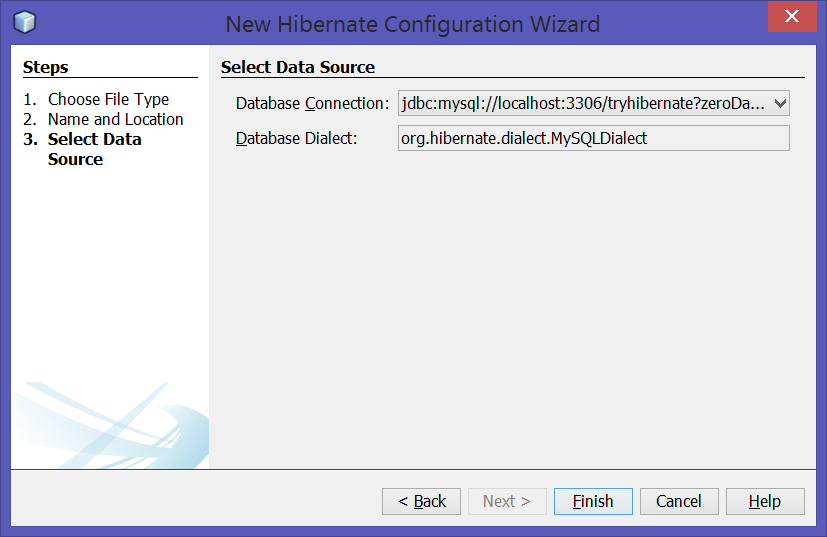 New Hibernate Configuration Wizard
Steps
1. Choose File Type
2. Name and Location
3. Select Data
Source
Select Data Source
Database Connection: jdbc:mysql://localhost:3306/tryhibernate?zeroDa...
Database Dialect: org.hibernate.dialect.MySQLDialect
< Back Next > Finish Cancel Help